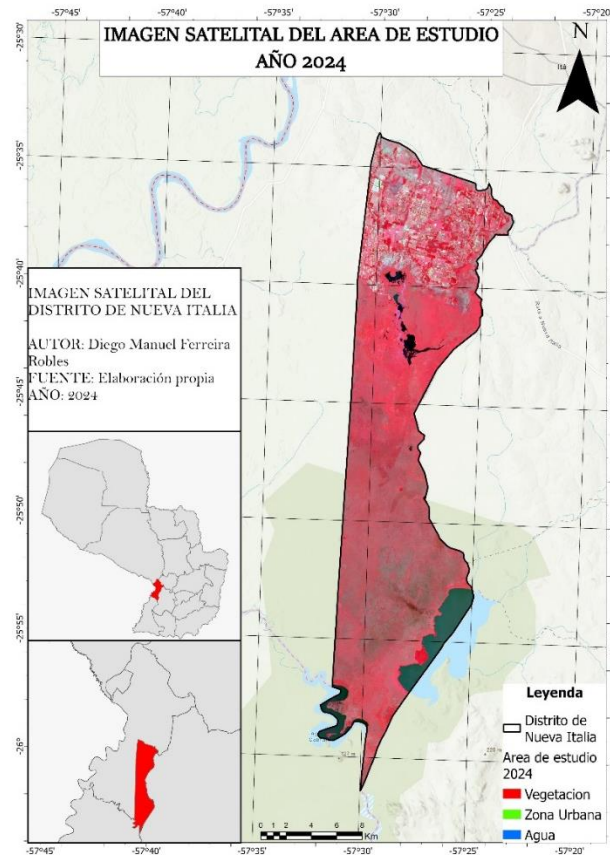 -57°45' -57°40' -57°35' -57°30' -57°25' -57°20'
IMAGEN SATELITAL DEL AREA DE ESTUDIO
AÑO 2024
N
Itá
-25°30'
-25°35'
-25°40'
-25°45'
-25°50'
-25°55'
-26°
IMAGEN SATELITAL DEL
DISTRITO DE NUEVA ITALIA
AUTOR: Diego Manuel Ferreira
Robles
FUENTE: Elaboración propia
AÑO: 2024
Leyenda
Distrito de
Nueva Italia
Area de estudio
2024
Vegetacion
Zona Urbana
Agua
0 1 2 4 6 8
Km
-57°45' -57°40' -57°35' -57°30' -57°25' -57°20'